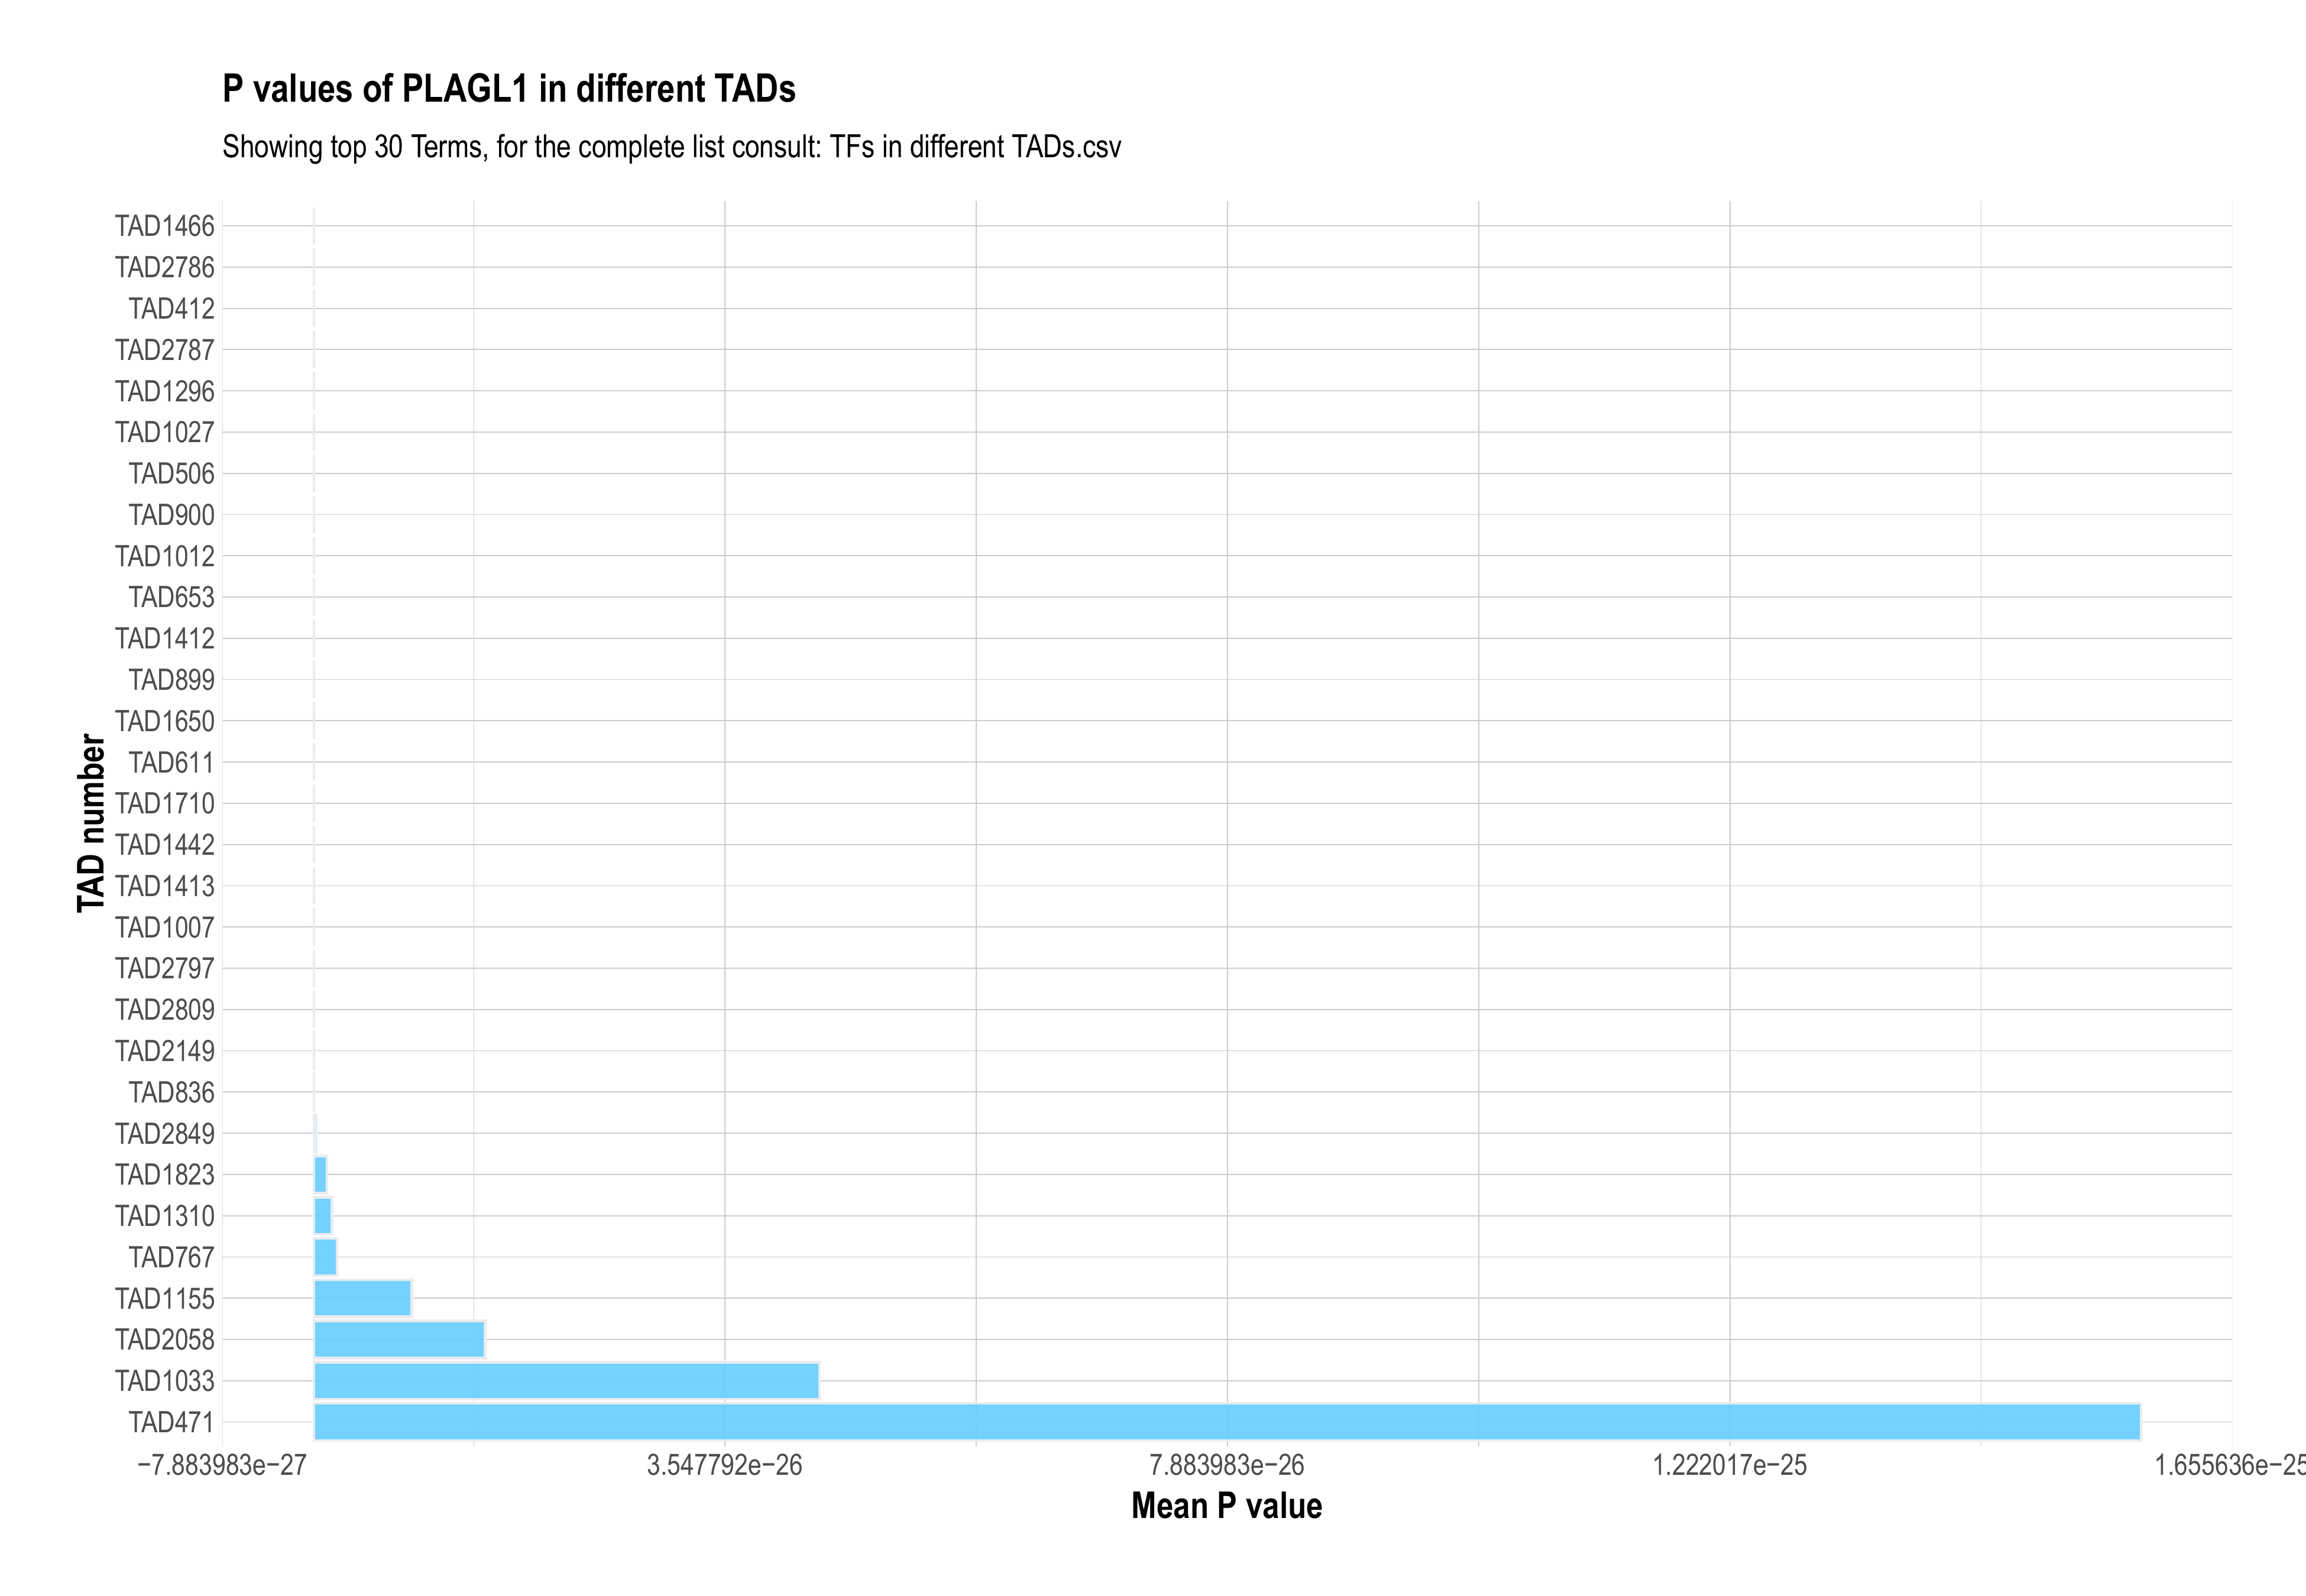 P values of PLAGL1 in different TADs
Showing top 30 Terms, for the complete list consult: TFs in different TADs.csv
TAD number
TAD1466
TAD2786
TAD412
TAD2787
TAD1296
TAD1027
TAD506
TAD900
TAD1012
TAD653
TAD1412
TAD899
TAD1650
TAD611
TAD1710
TAD1442
TAD1413
TAD1007
TAD2797
TAD2809
TAD2149
TAD836
TAD2849
TAD1823
TAD1310
TAD767
TAD1155
TAD2058
TAD1033
TAD471
−7.883983e−27 3.547792e−26 7.883983e−26 1.222017e−25 1.655636e−25
Mean P value